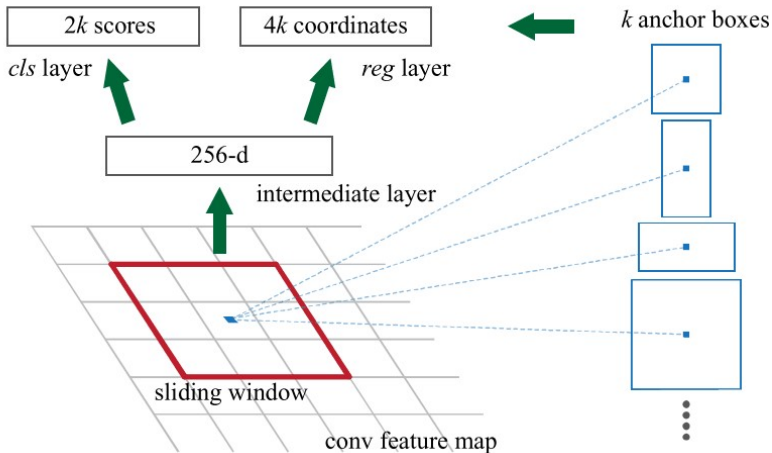 2k scores
4k coordinates
k anchor boxes
cls layer
reg layer
256-d
intermediate layer
sliding window
conv feature map